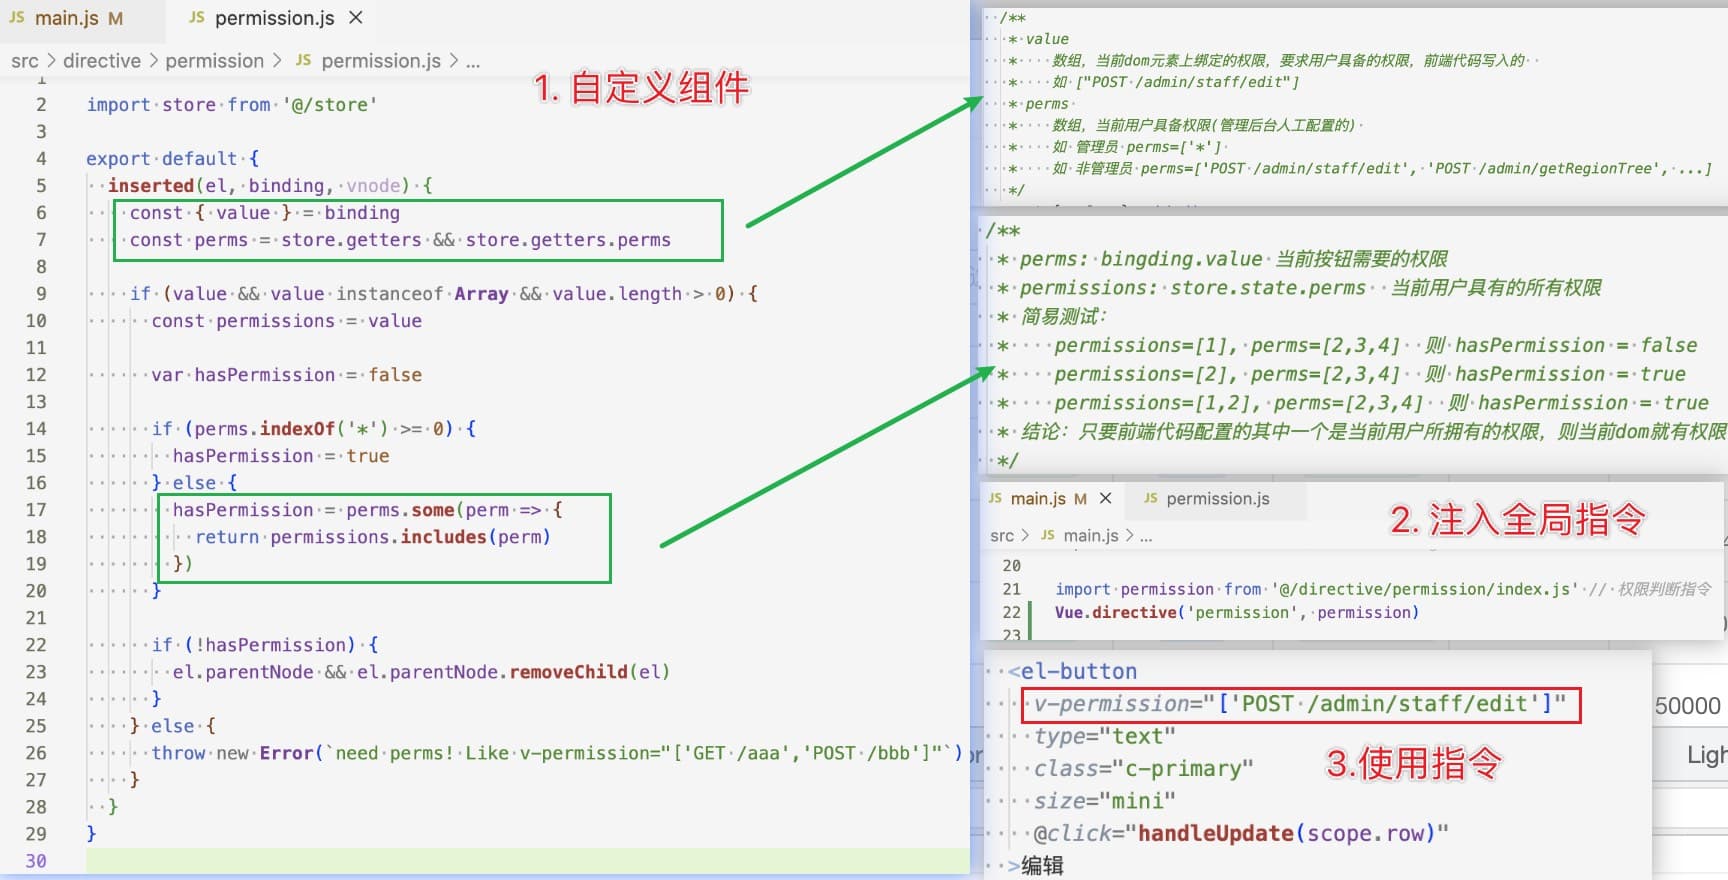 JS main.js M
JS permission.js ×
src > directive > permission > JS permission.js > ...
1. 自定义组件
1
2 import store from '@/store'
3
4 export default {
5 inserted(el, binding, vnode) {
6 const { value } = binding
7 const perms = store.getters && store.getters.perms
8
9 if (value && value instanceof Array && value.length > 0) {
10 const permissions = value
11
12 var hasPermission = false
13
14 if (perms.indexOf('*') >= 0) {
15 hasPermission = true
16 } else {
17 hasPermission = perms.some(perm => {
18 return permissions.includes(perm)
19 })
20 }
21
22 if (!hasPermission) {
23 el.parentNode && el.parentNode.removeChild(el)
24 }
25 } else {
26 throw new Error(`need perms! Like v-permission="['GET /aaa','POST /bbb']"`)
27 }
28 }
29 }
30
/**
* value
* 数组，当前dom元素上绑定的权限，要求用户具备的权限，前端代码写入的
* 如 ["POST /admin/staff/edit"]
* perms
* 数组，当前用户具备权限(管理后台人工配置的)
* 如 管理员 perms=['*']
* 如 非管理员 perms=['POST /admin/staff/edit', 'POST /admin/getRegionTree', ...]
*/
/**
* perms: bingding.value 当前按钮需要的权限
* permissions: store.state.perms 当前用户具有的所有权限
* 简易测试：
* permissions=[1], perms=[2,3,4] 则 hasPermission = false
* permissions=[2], perms=[2,3,4] 则 hasPermission = true
* permissions=[1,2], perms=[2,3,4] 则 hasPermission = true
* 结论：只要前端代码配置的其中一个是当前用户所拥有的权限，则当前dom就有权限
*/
JS main.js M ×
JS permission.js
2. 注入全局指令
src > JS main.js > ...
20
21 import permission from '@/directive/permission/index.js' // 权限判断指令
22 Vue.directive('permission', permission)
23
<el-button
v-permission="['POST /admin/staff/edit']"
type="text"
class="c-primary"
size="mini"
@click="handleUpdate(scope.row)"
>编辑
3.使用指令
50000
Ligh